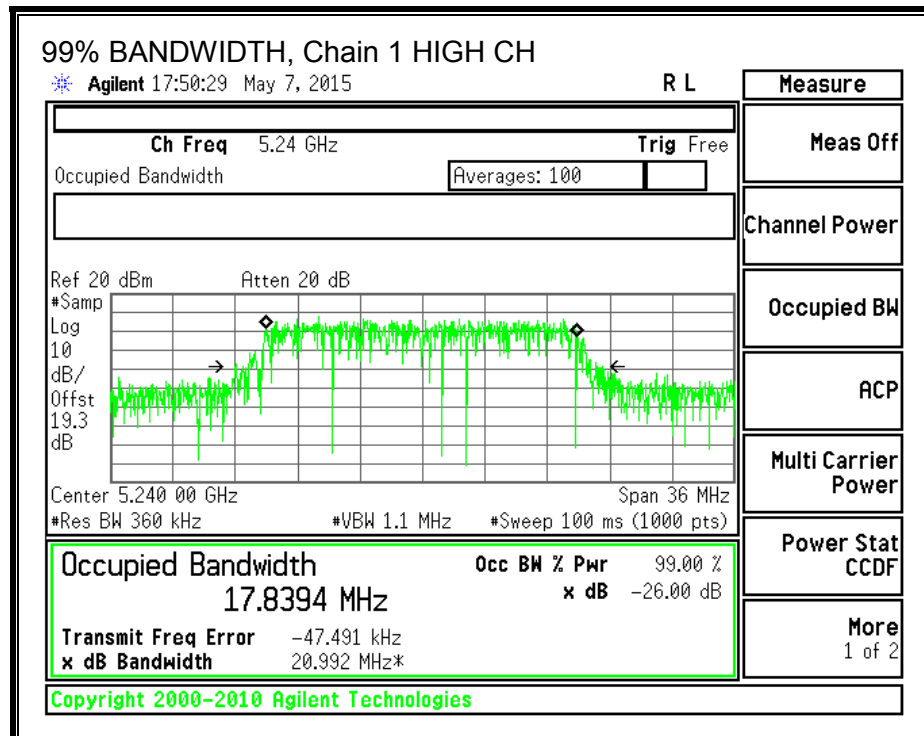 99% BANDWIDTH, Chain 1 HIGH CH
Agilent 17:50:29 May 7, 2015 R L
Measure
Ch Freq 5.24 GHz Trig Free
Meas Off
Occupied Bandwidth Averages: 100
Channel Power
Ref 20 dBm Atten 20 dB
#Samp
Log
10
dB/
Offst
19.3
dB
Occupied BW
ACP
Multi Carrier
Power
Center 5.240 00 GHz Span 36 MHz
#Res BW 360 kHz #VBW 1.1 MHz #Sweep 100 ms (1000 pts)
Power Stat
CCDF
Occupied Bandwidth Occ BW % Pwr 99.00 %
17.8394 MHz x dB -26.00 dB
Transmit Freq Error -47.491 kHz
x dB Bandwidth 20.992 MHz*
More
1 of 2
Copyright 2000-2010 Agilent Technologies